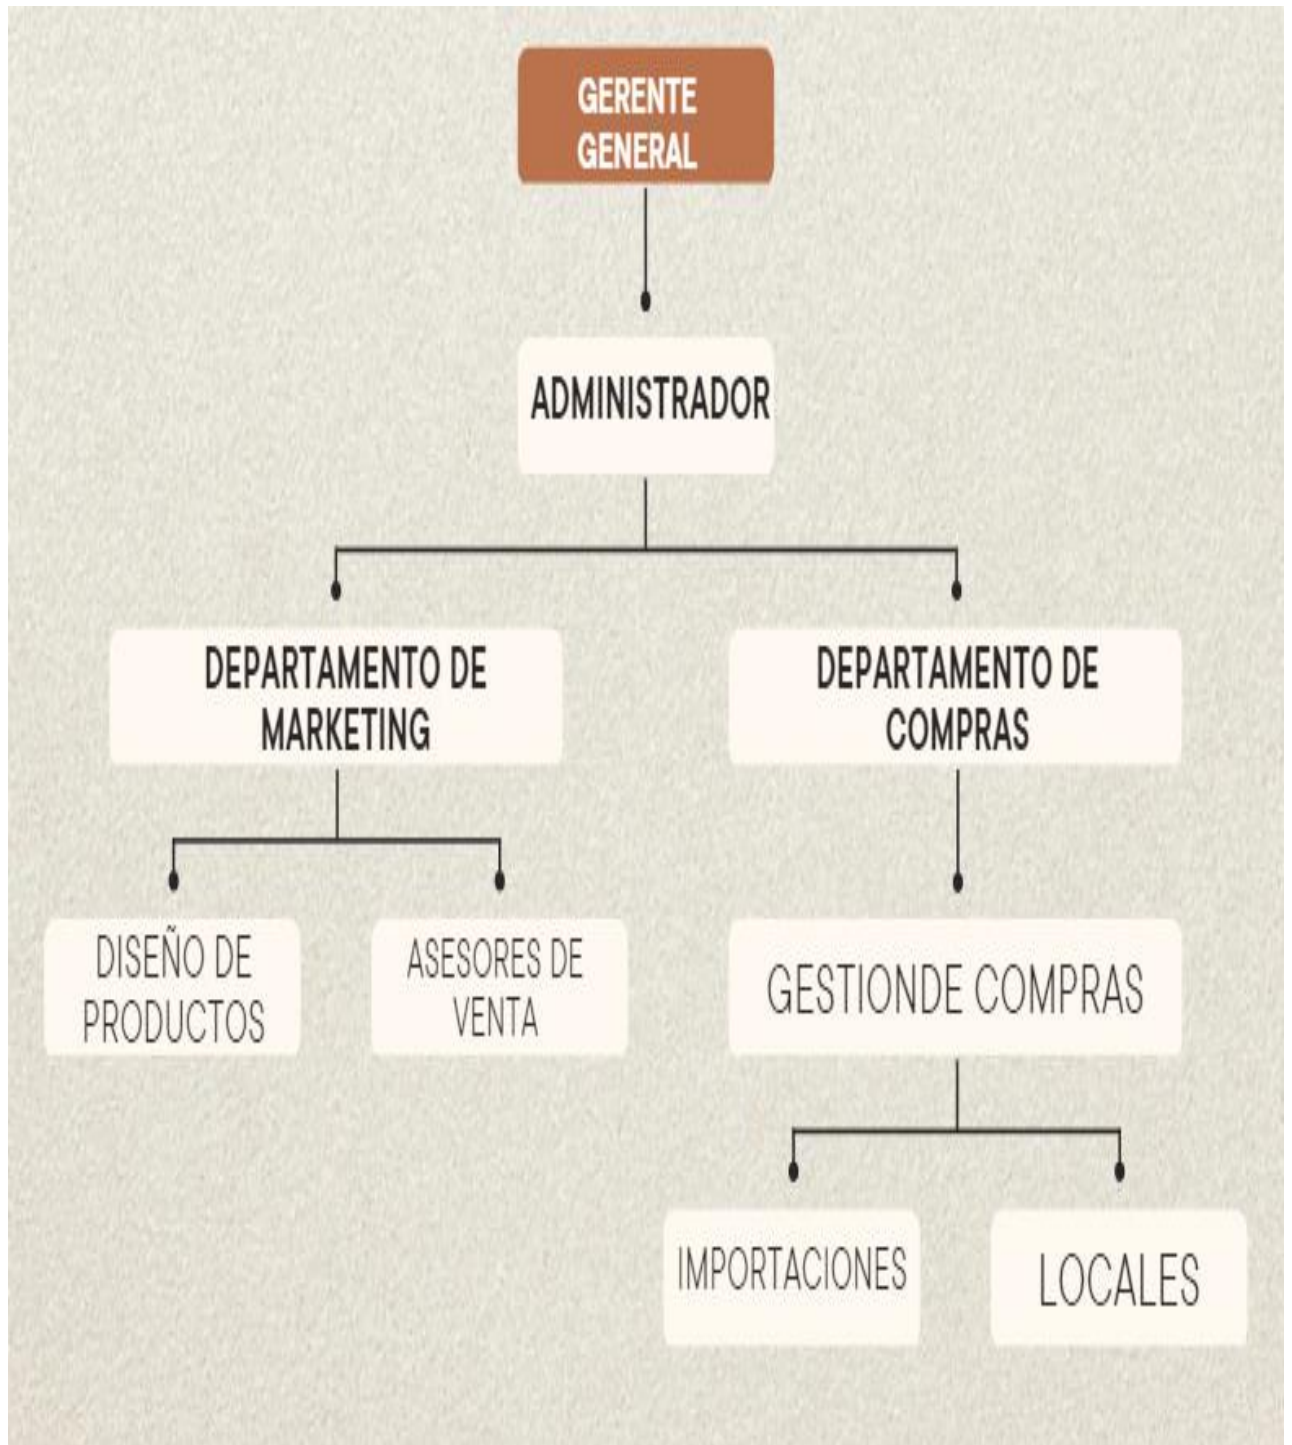 GERENTE
GENERAL
ADMINISTRADOR
DEPARTAMENTO DE
MARKETING
DEPARTAMENTO DE
COMPRAS
DISEÑO DE
PRODUCTOS
ASESORES DE
VENTA
GESTIONDE COMPRAS
IMPORTACIONES
LOCALES